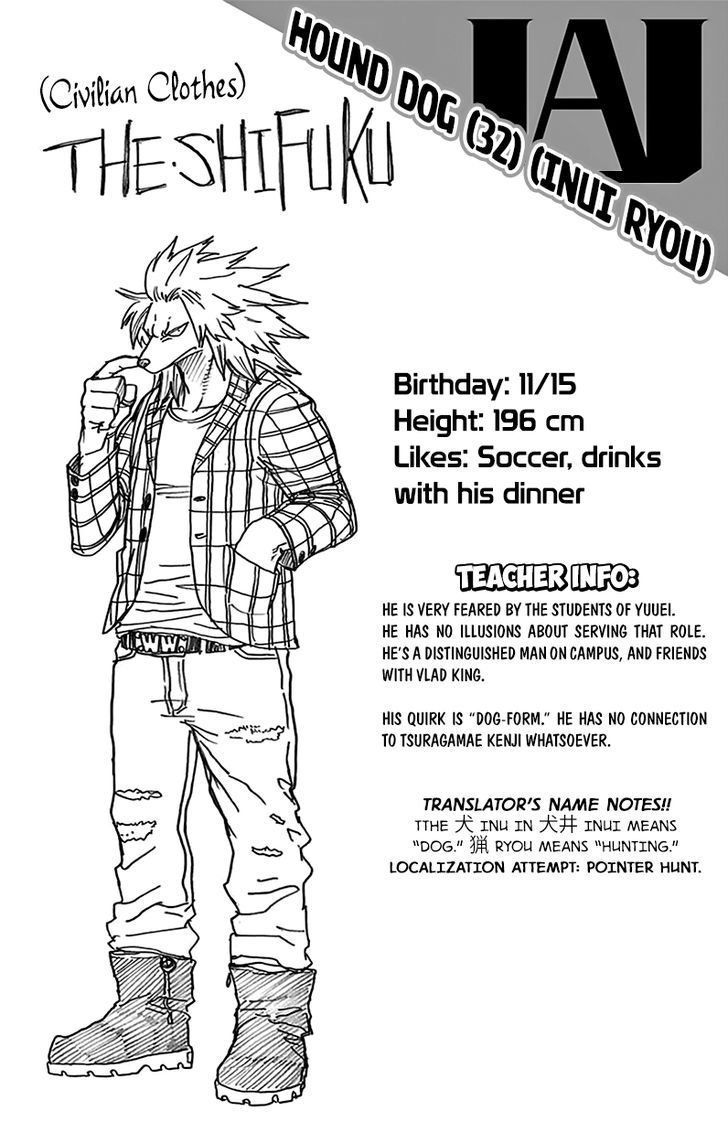 UA
HOUND DOG (32) (INUI RYOU)
(Civilian Clothes)
THE·SHIFUKU
Birthday: 11/15
Height: 196 cm
Likes: Soccer, drinks
with his dinner
WW
TEACHER INFO:
HE IS VERY FEARED BY THE STUDENTS OF YUUEI.
HE HAS NO ILLUSIONS ABOUT SERVING THAT ROLE.
HE'S A DISTINGUISHED MAN ON CAMPUS, AND FRIENDS
WITH VLAD KING.
HIS QUIRK IS "DOG-FORM." HE HAS NO CONNECTION
TO TSURAGAMAE KENJI WHATSOEVER.
TRANSLATOR'S NAME NOTES!!
TTHE 犬 INU IN 犬井 INUI MEANS
"DOG." 猟 RYOU MEANS "HUNTING."
LOCALIZATION ATTEMPT: POINTER HUNT.